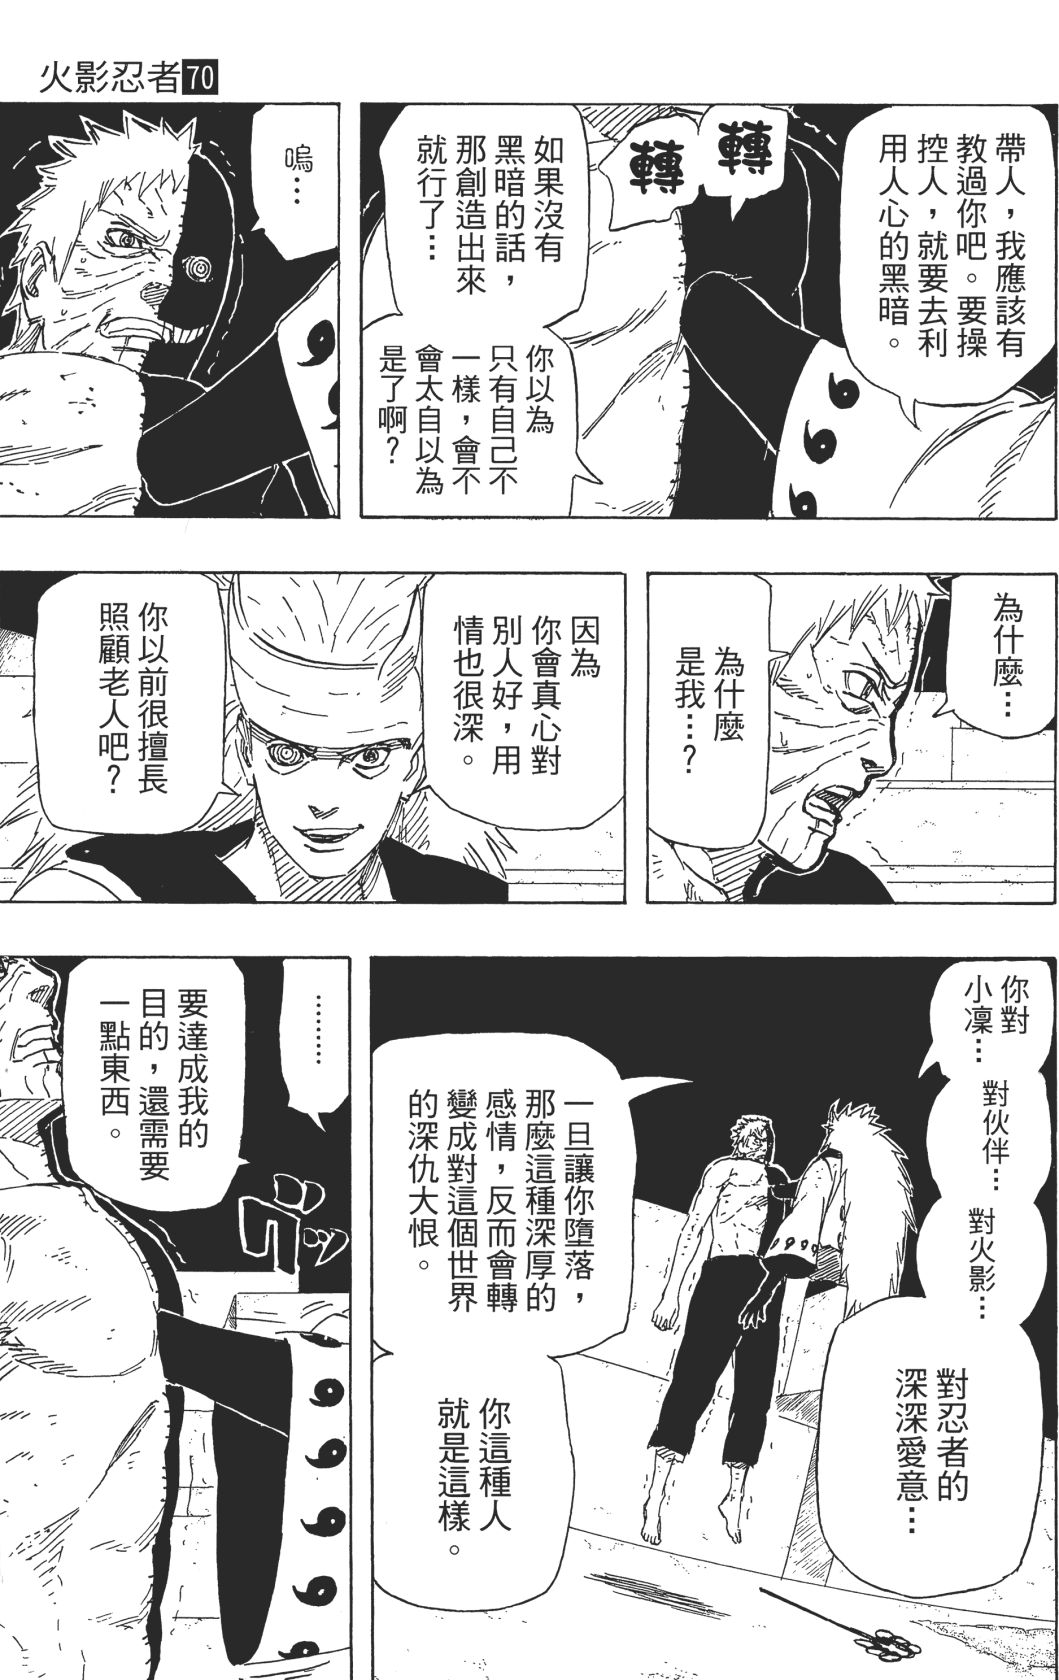 火影忍者70
帶人，我應該有
教過你吧。要操
控人，就要去利
用人心的黑暗。
轉
轉
如果沒有
黑暗的話，
那創造出來
就行了…
你以為
只有自己不
一樣，會不
會太自以為
是了啊？
嗚…
為什麼…
為什麼
是我…？
因為
你會真心對
別人好，用
情也很深。
你以前很擅長
照顧老人吧？
你對
小凜…
對伙伴…
對火影…
對忍者的
深深愛意…
一旦讓你墮落，
那麼這種深厚的
感情，反而會轉
變成對這個世界
的深仇大恨。
你這種人
就是這樣。
………
要達成我的
目的，還需要
一點東西。
ゴッ